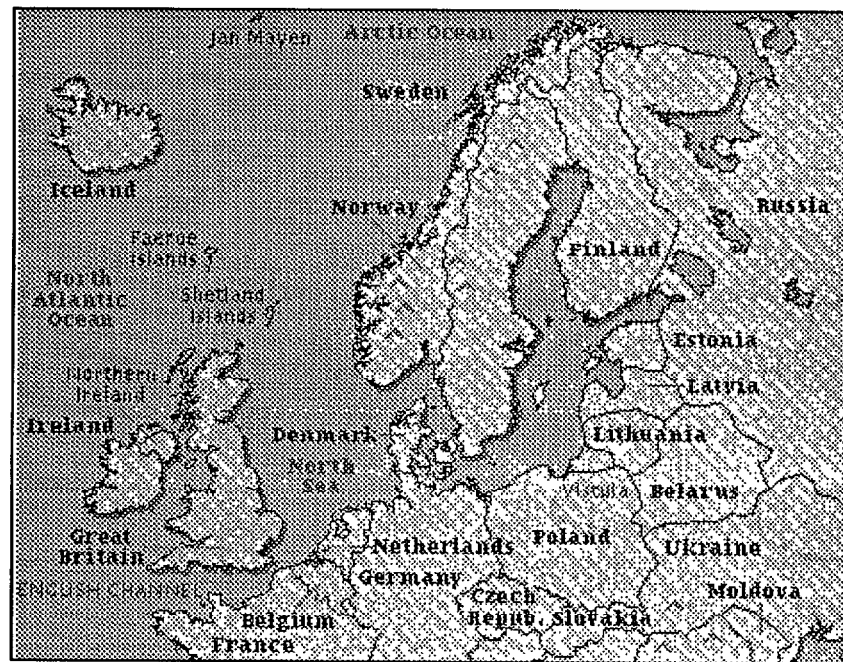 Jan Mayen
Arctic Ocean
Sweden
Iceland
Norway
Russia
Faeroe
Islands
Finland
North
Atlantic
Ocean
Shetland
Islands
Estonia
Northern
Ireland
Latvia
Ireland
Denmark
Lithuania
North
Sea
Vistula
Belarus
Great
Britain
Netherlands
Poland
Ukraine
Germany
ENGLISH CHANNEL
Czech
Repub.
Slovakia
Moldova
Belgium
France